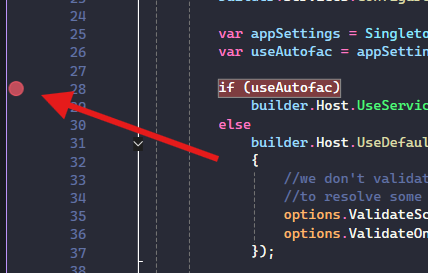 24
25 var appSettings = Singleto
26 var useAutofac = appSettin
27
28 if (useAutofac)
29 builder.Host.UseServic
30 else
31 builder.Host.UseDefaul
32 {
33 //we don't validat
34 //to resolve some
35 options.ValidateSc
36 options.ValidateOn
37 });
38